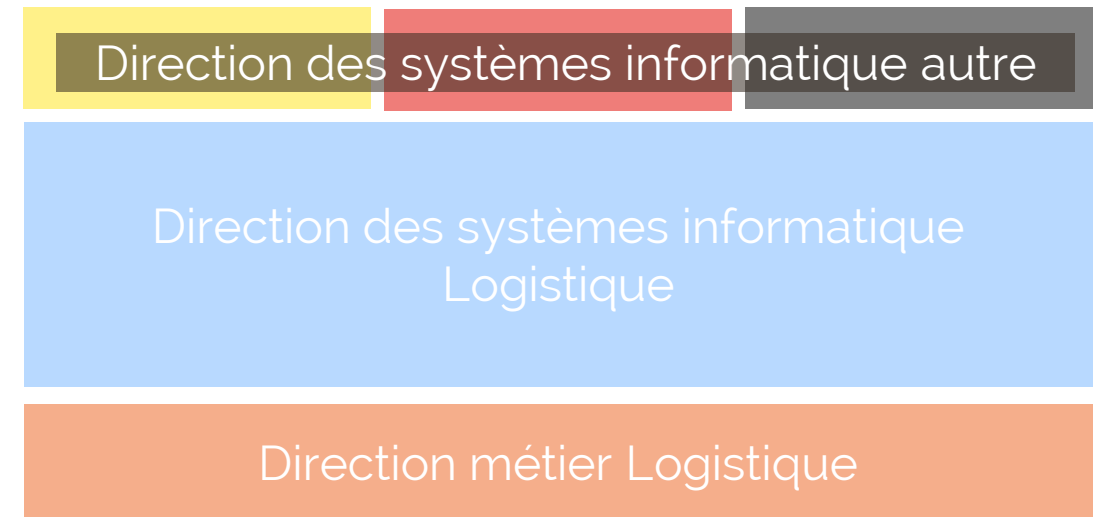 Direction des systèmes informatique autre
Direction des systèmes informatique
Logistique
Direction métier Logistique